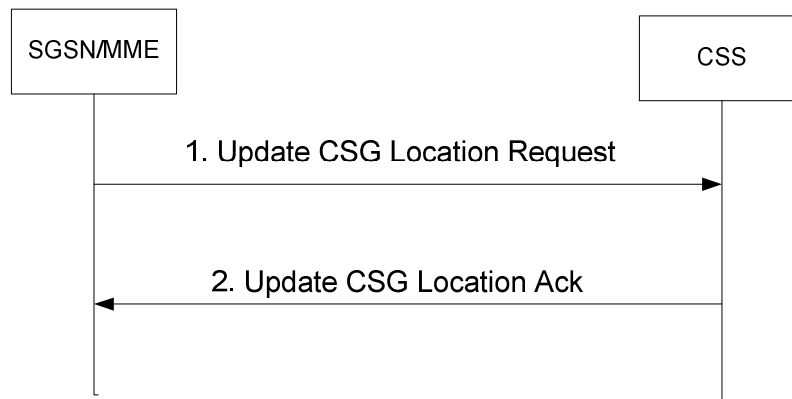 SGSN/MME
CSS
1. Update CSG Location Request
2. Update CSG Location Ack